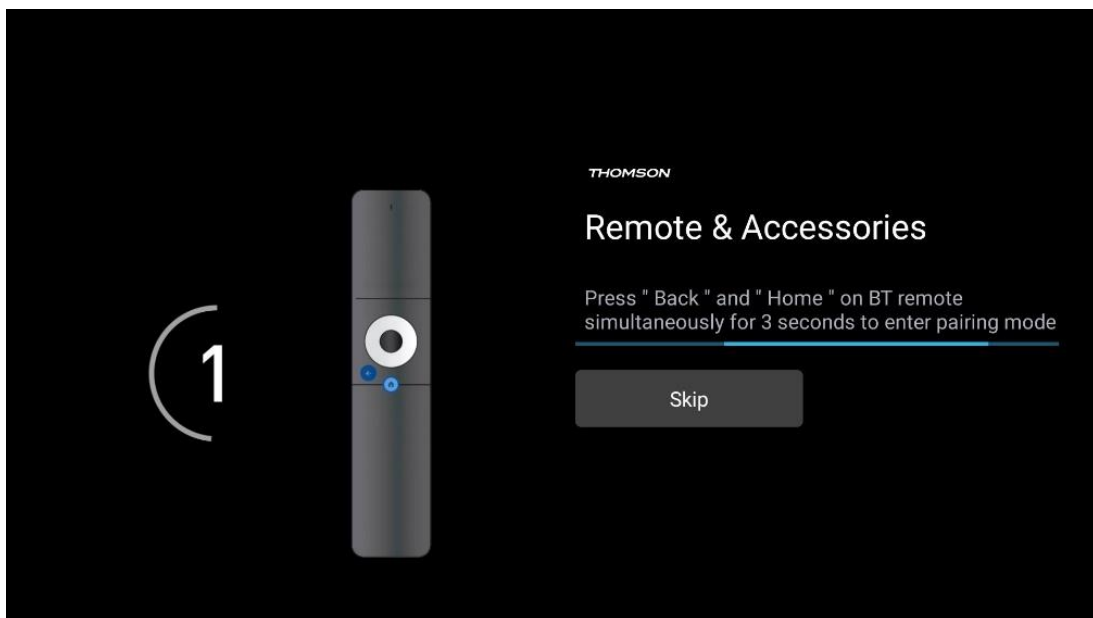 THOMSON
Remote & Accessories
Press " Back " and " Home " on BT remote
simultaneously for 3 seconds to enter pairing mode
1
Skip